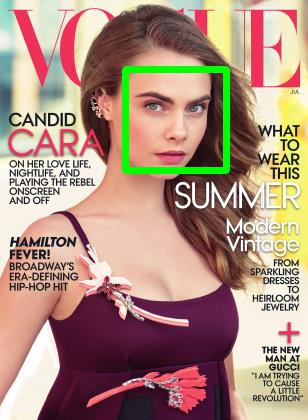 VOGUE
JUL
CANDID
CARA
ON HER LOVE LIFE,
NIGHTLIFE, AND
PLAYING THE REBEL
ONSCREEN
AND OFF
WHAT
TO
WEAR
THIS
SUMMER
Modern
Vintage
FROM
SPARKLING
DRESSES
TO
HEIRLOOM
JEWELRY
HAMILTON
FEVER!
BROADWAY'S
ERA-DEFINING
HIP-HOP HIT
+
THE NEW
MAN AT
GUCCI
"I AM TRYING
TO CAUSE
A LITTLE
REVOLUTION"